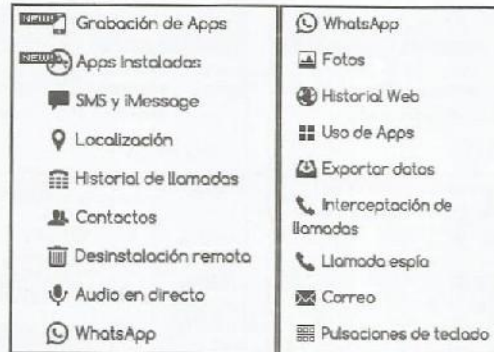 NEW! Grabación de Apps
NEW! Apps Instaladas
SMS y iMessage
Localización
Historial de llamadas
Contactos
Desinstalación remota
Audio en directo
WhatsApp
WhatsApp
Fotos
Historial Web
Uso de Apps
Exportar datos
Interceptación de
llamadas
Llamada espía
Correo
Pulsaciones de teclado